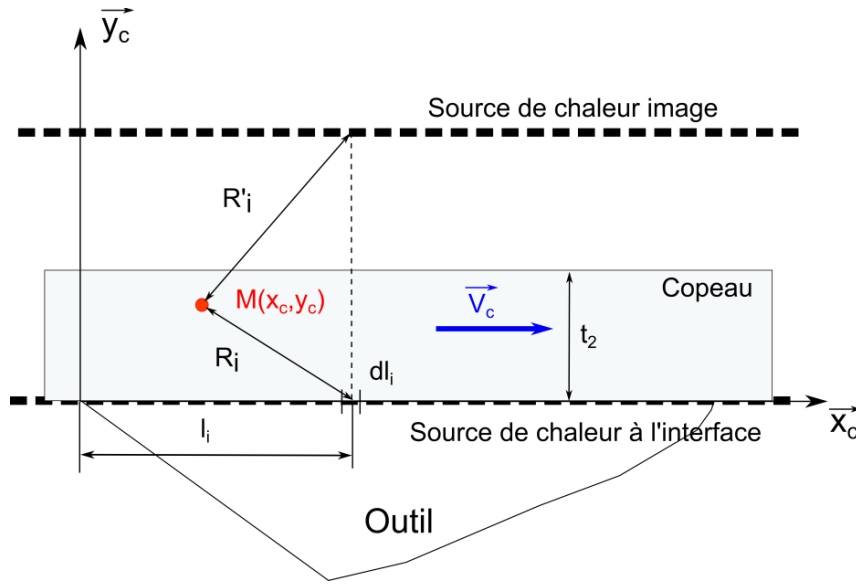 y_c
Source de chaleur image
R'i
M(x_c,y_c)
V_c
Copeau
R_i
t_2
dl_i
l_i
Source de chaleur à l'interface
x_c
Outil